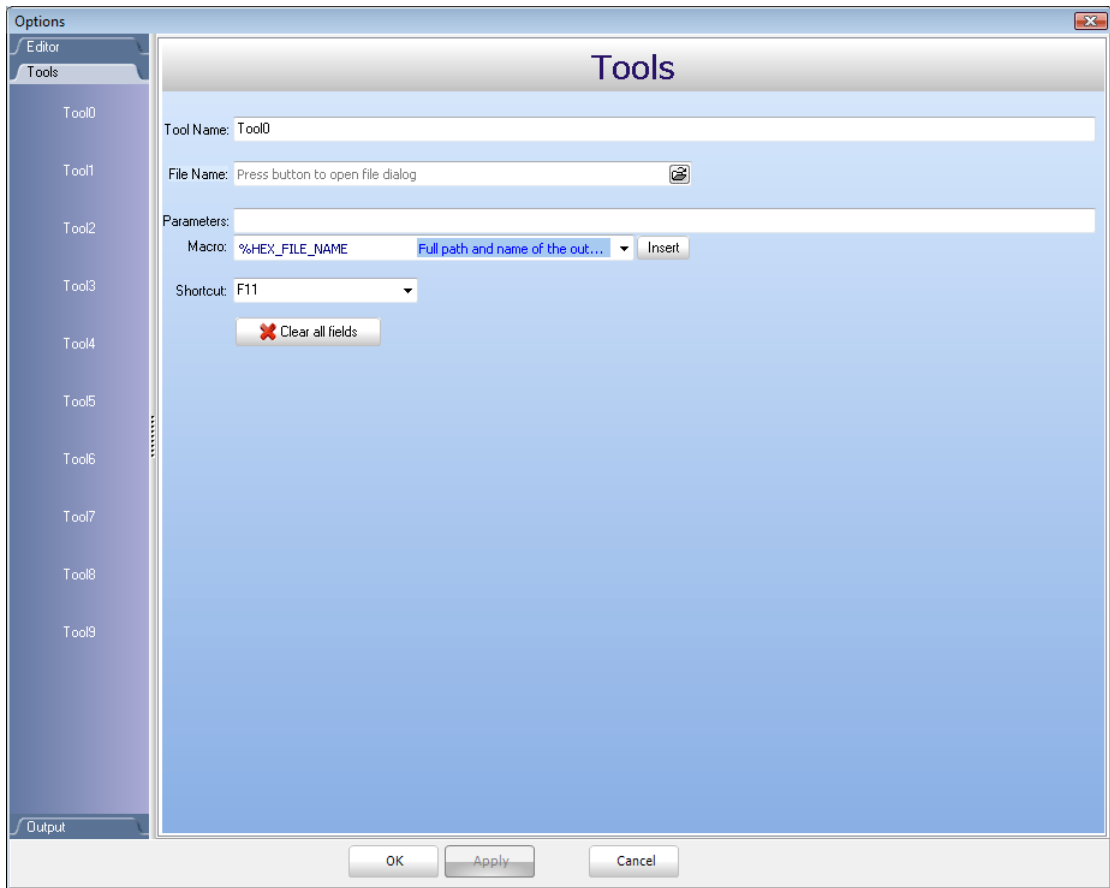 Options
Editor
Tools
Tool0
Tool1
Tool2
Tool3
Tool4
Tool5
Tool6
Tool7
Tool8
Tool9
Output
Tools
Tool Name: Tool0
File Name: Press button to open file dialog
Parameters:
Macro: %HEX_FILE_NAME Full path and name of the out... Insert
Shortcut: F11
Clear all fields
OK Apply Cancel